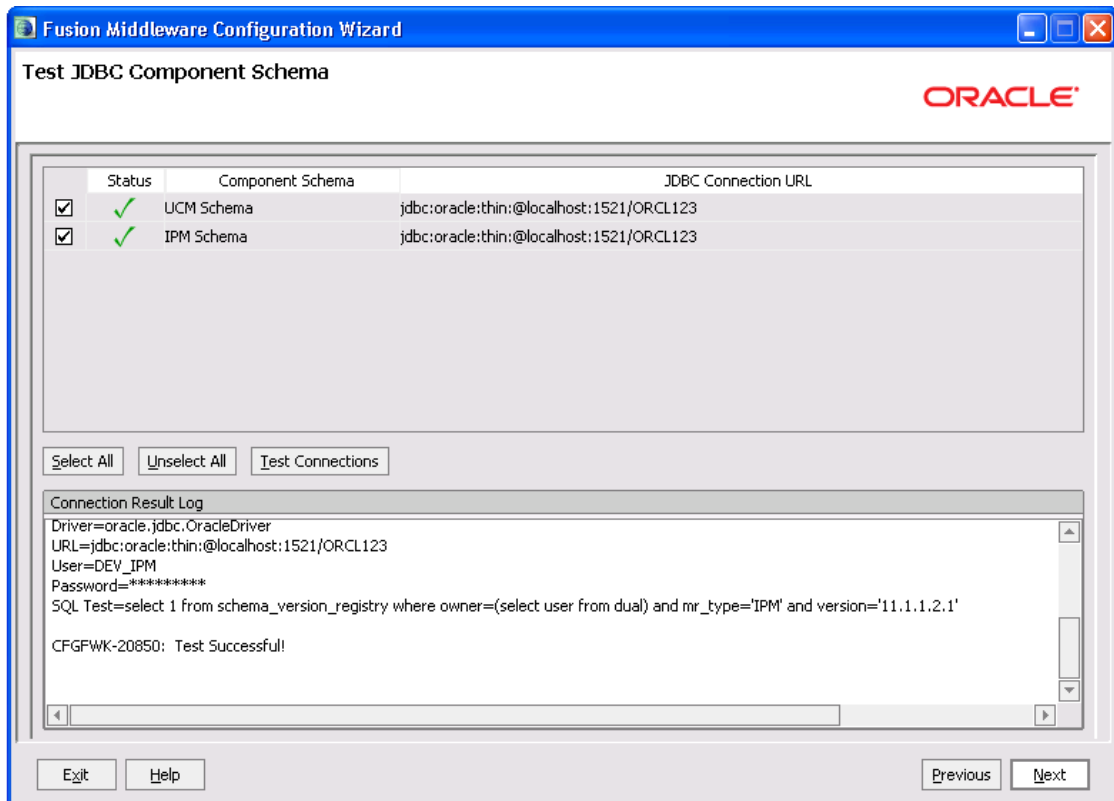 Fusion Middleware Configuration Wizard
Test JDBC Component Schema
ORACLE
Status Component Schema JDBC Connection URL
UCM Schema jdbc:oracle:thin:@localhost:1521/ORCL123
IPM Schema jdbc:oracle:thin:@localhost:1521/ORCL123
Select All Unselect All Test Connections
Connection Result Log
Driver=oracle.jdbc.OracleDriver
URL=jdbc:oracle:thin:@localhost:1521/ORCL123
User=DEV_IPM
Password=*********
SQL Test=select 1 from schema_version_registry where owner=(select user from dual) and mr_type='IPM' and version='11.1.1.2.1'
CFGFWK-20850:  Test Successful!
Exit Help Previous Next